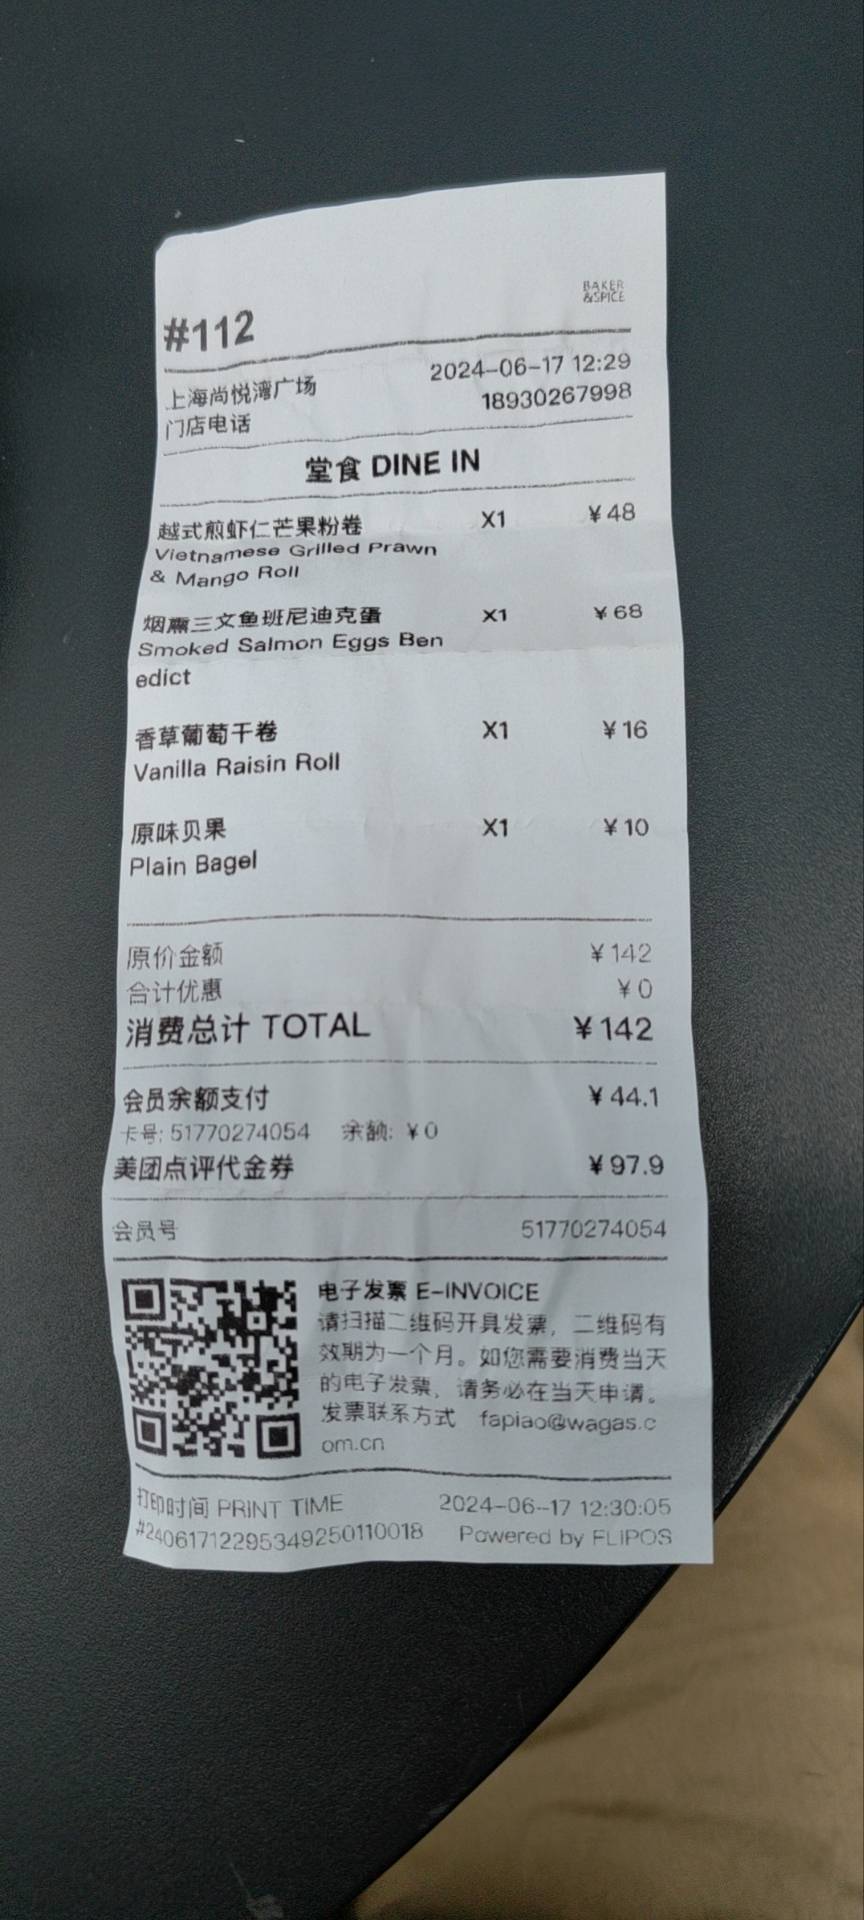 BAKER
&SPICE
#112
上海尚悦湾广场 2024-06-17 12:29
门店电话 18930267998
堂食 DINE IN
越式煎虾仁芒果粉卷 X1 ¥48
Vietnamese Grilled Prawn
& Mango Roll
烟熏三文鱼班尼迪克蛋 X1 ¥68
Smoked Salmon Eggs Ben
edict
香草葡萄干卷 X1 ¥16
Vanilla Raisin Roll
原味贝果 X1 ¥10
Plain Bagel
原价金额 ¥142
合计优惠 ¥0
消费总计 TOTAL ¥142
会员余额支付 ¥44.1
卡号: 51770274054 余额: ¥0
美团点评代金券 ¥97.9
会员号 51770274054
电子发票 E-INVOICE
请扫描二维码开具发票，二维码有
效期为一个月。如您需要消费当天
的电子发票，请务必在当天申请。
发票联系方式 fapiao@wagas.c
om.cn
打印时间 PRINT TIME 2024-06-17 12:30:05
#24061712295349250110018 Powered by FLIPOS